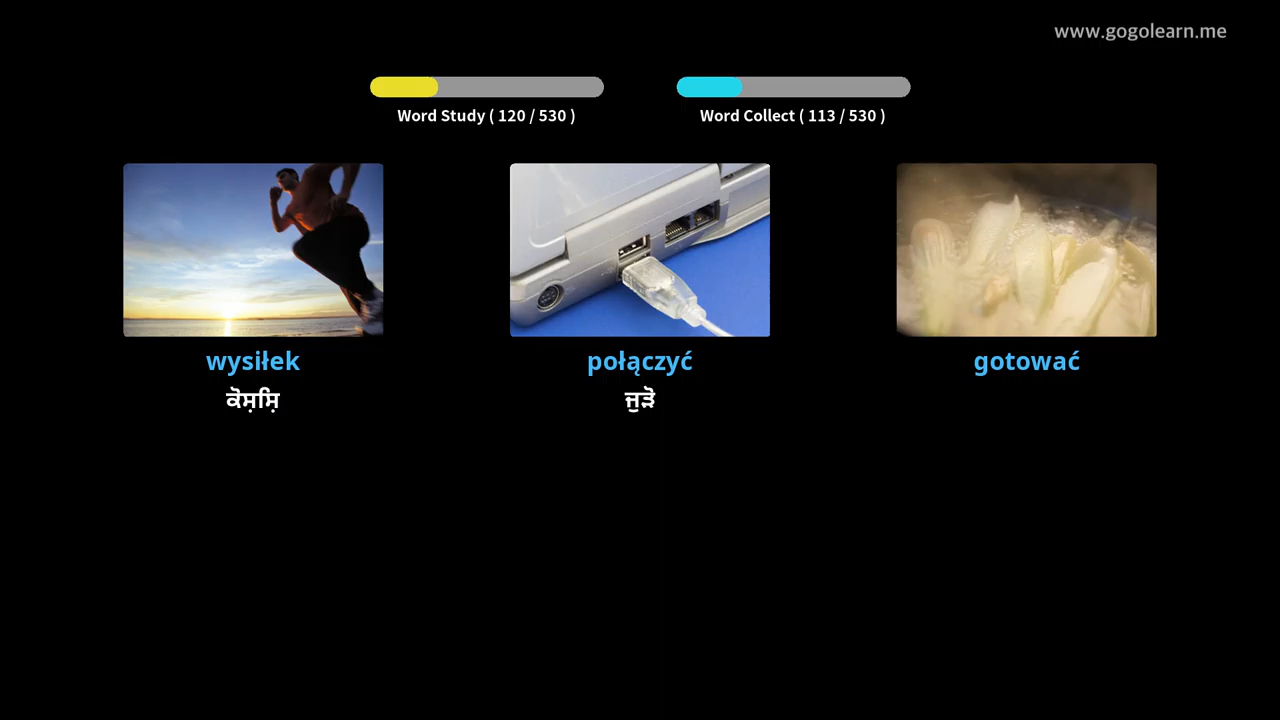 www.gogolearn.me
Word Study ( 120 / 530 )
Word Collect ( 113 / 530 )
wysiłek
połączyć
gotować
ਕੋਸ਼ਸ਼ਿ
ਜੁੜੋ